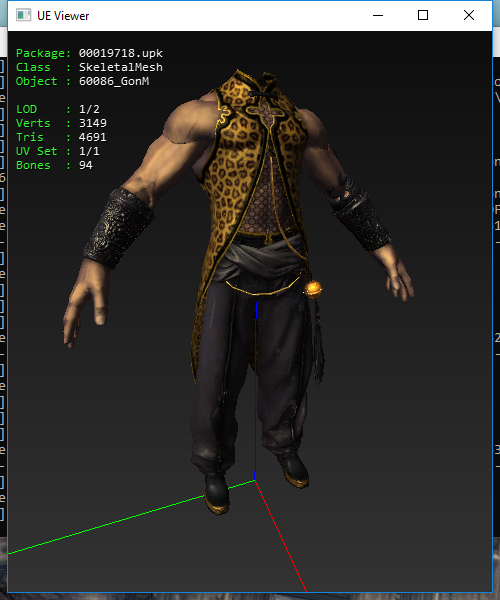 UE Viewer
Package: 00019718.upk
Class : SkeletalMesh
Object : 60086_GonM
LOD : 1/2
Verts : 3149
Tris : 4691
UV Set : 1/1
Bones : 94